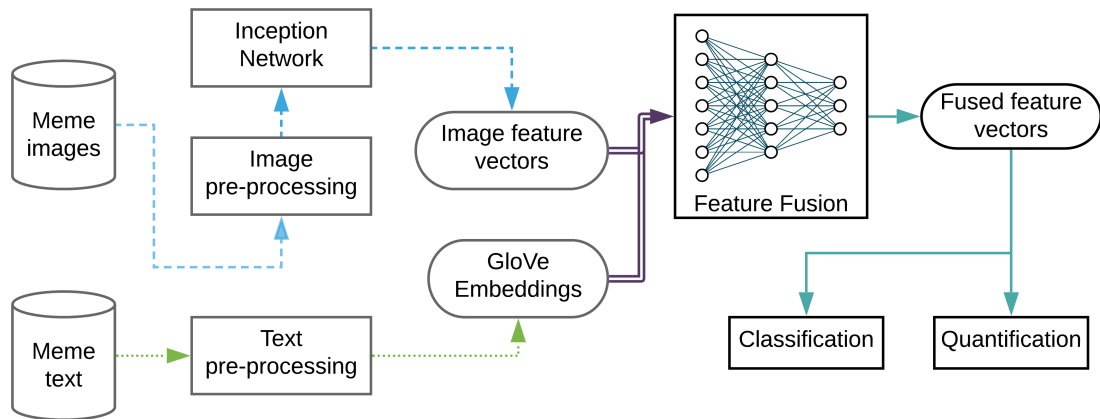 Inception
Network
Meme
images
Image
pre-processing
Image feature
vectors
Feature Fusion
Fused feature
vectors
GloVe
Embeddings
Meme
text
Text
pre-processing
Classification
Quantification